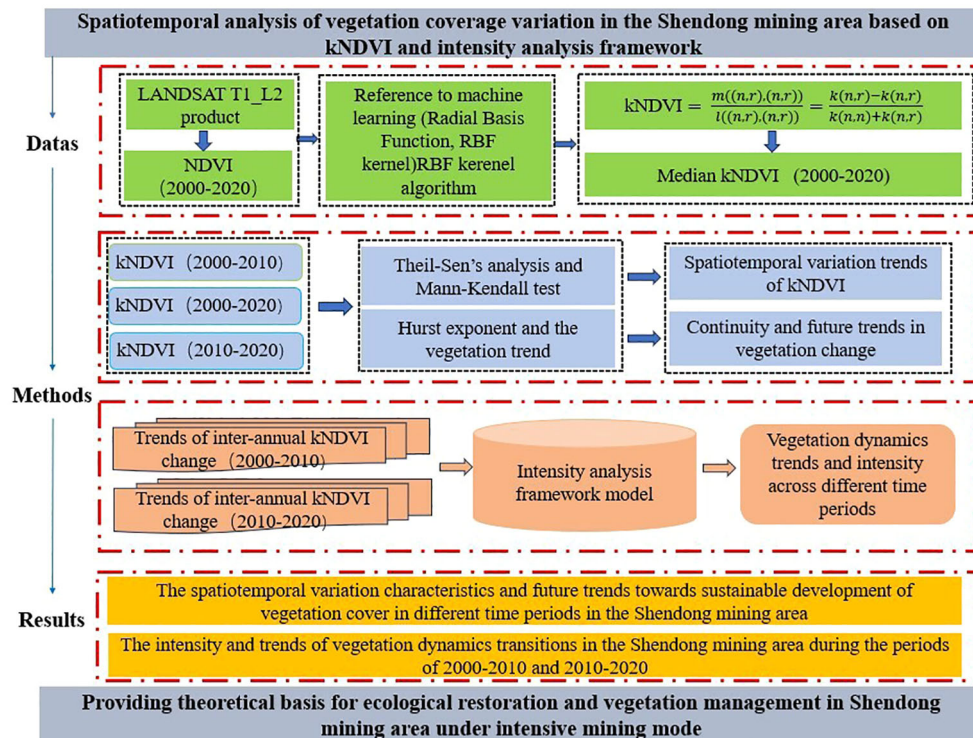 Spatiotemporal analysis of vegetation coverage variation in the Shendong mining area based on
kNDVI and intensity analysis framework
Datas
LANDSAT T1_L2
product
NDVI
(2000-2020)
Reference to machine
learning (Radial Basis
Function, RBF
kernel)RBF kerenel
algorithm
kNDVI = \frac{m((n,r),(n,r))}{l((n,r),(n,r))} = \frac{k(n,r)-k(n,r)}{k(n,n)+k(n,r)}
Median kNDVI (2000-2020)
Methods
kNDVI (2000-2010)
kNDVI (2000-2020)
kNDVI (2010-2020)
Theil-Sen's analysis and
Mann-Kendall test
Hurst exponent and the
vegetation trend
Spatiotemporal variation trends
of kNDVI
Continuity and future trends in
vegetation change
Trends of inter-annual kNDVI
change (2000-2010)
Trends of inter-annual kNDVI
change (2010-2020)
Intensity analysis
framework model
Vegetation dynamics
trends and intensity
across different time
periods
Results
The spatiotemporal variation characteristics and future trends towards sustainable development of
vegetation cover in different time periods in the Shendong mining area
The intensity and trends of vegetation dynamics transitions in the Shendong mining area during the periods
of 2000-2010 and 2010-2020
Providing theoretical basis for ecological restoration and vegetation management in Shendong
mining area under intensive mining mode